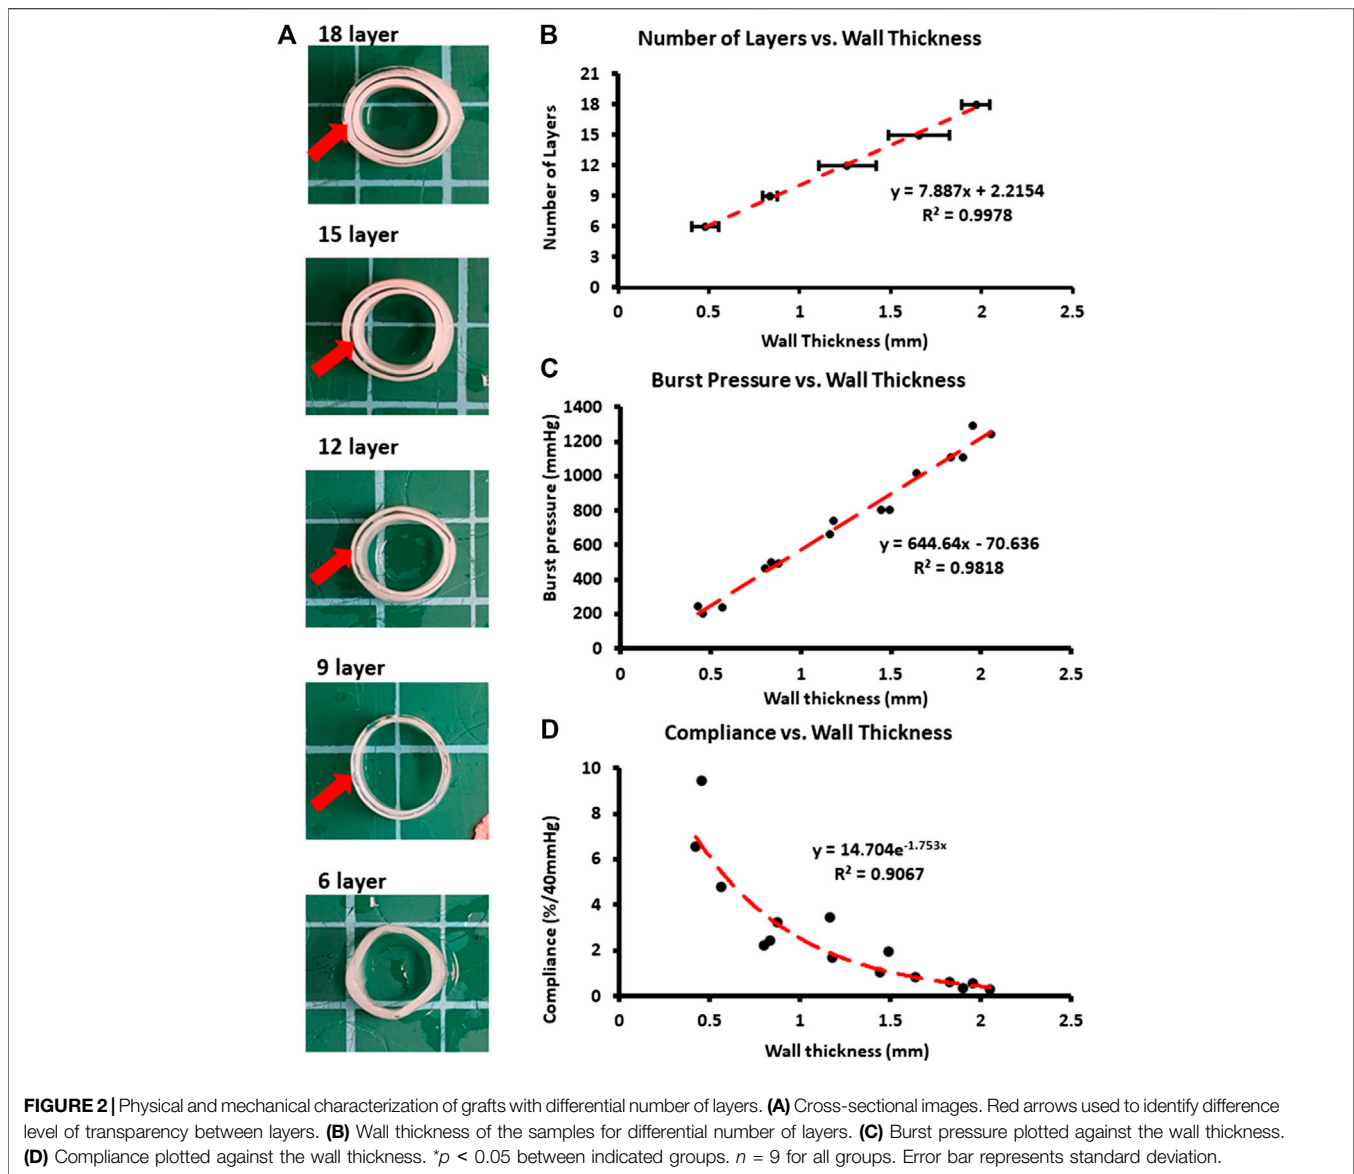 A
18 layer
15 layer
12 layer
9 layer
6 layer
B
Number of Layers vs. Wall Thickness
Number of Layers
21
18
15
12
9
6
3
0
y = 7.887x + 2.2154
R² = 0.9978
0 0.5 1 1.5 2 2.5
Wall Thickness (mm)
C
Burst Pressure vs. Wall Thickness
Burst pressure (mmHg)
1400
1200
1000
800
600
400
200
0
y = 644.64x - 70.636
R² = 0.9818
0 0.5 1 1.5 2 2.5
Wall thickness (mm)
D
Compliance vs. Wall Thickness
Compliance (%/40mmHg)
10
8
6
4
2
0
y = 14.704e^-1.753x
R² = 0.9067
0 0.5 1 1.5 2 2.5
Wall thickness (mm)
FIGURE 2 | Physical and mechanical characterization of grafts with differential number of layers. (A) Cross-sectional images. Red arrows used to identify difference
level of transparency between layers. (B) Wall thickness of the samples for differential number of layers. (C) Burst pressure plotted against the wall thickness.
(D) Compliance plotted against the wall thickness. *p < 0.05 between indicated groups. n = 9 for all groups. Error bar represents standard deviation.